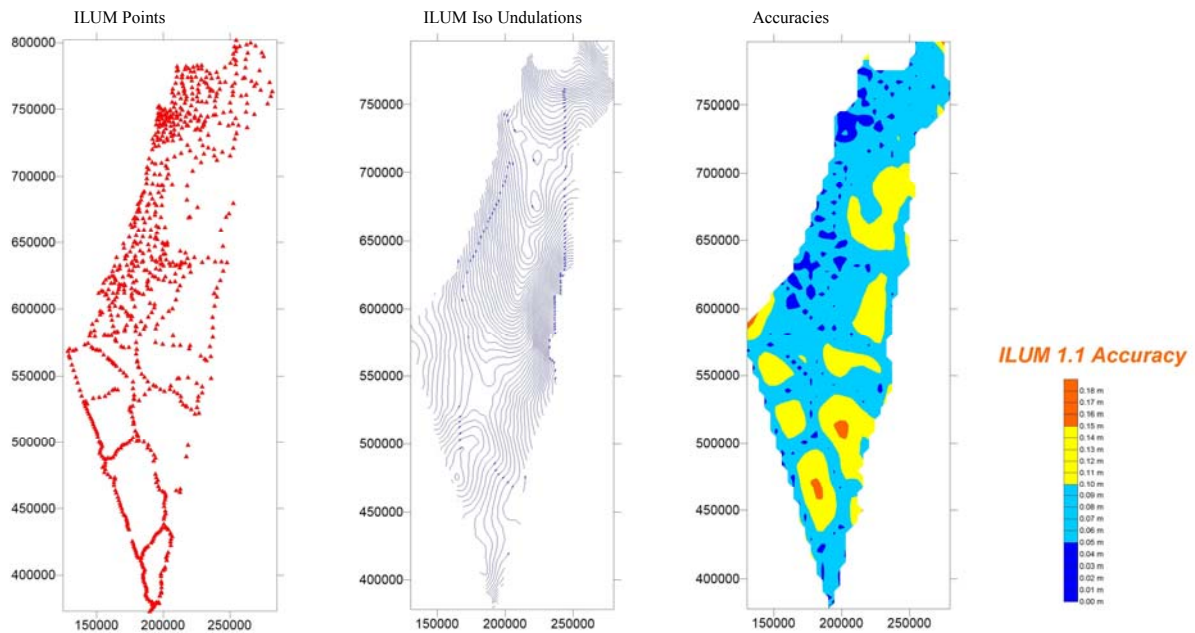 ILUM Points
800000
750000
700000
650000
600000
550000
500000
450000
400000
150000 200000 250000
ILUM Iso Undulations
750000
700000
650000
600000
550000
500000
450000
400000
150000 200000 250000
Accuracies
750000
700000
650000
600000
550000
500000
450000
400000
150000 200000 250000
ILUM 1.1 Accuracy
0.18 m
0.17 m
0.16 m
0.15 m
0.14 m
0.13 m
0.12 m
0.11 m
0.10 m
0.09 m
0.08 m
0.07 m
0.06 m
0.05 m
0.04 m
0.03 m
0.02 m
0.01 m
0.00 m